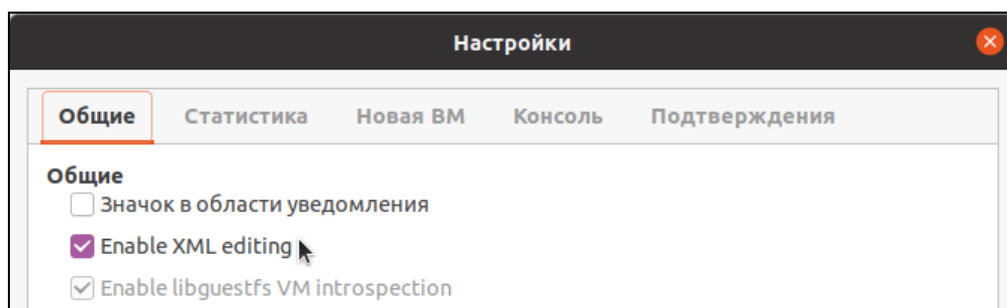 Настройки
Общие Статистика Новая ВМ Консоль Подтверждения
Общие
Значок в области уведомления
Enable XML editing
Enable libguestfs VM introspection